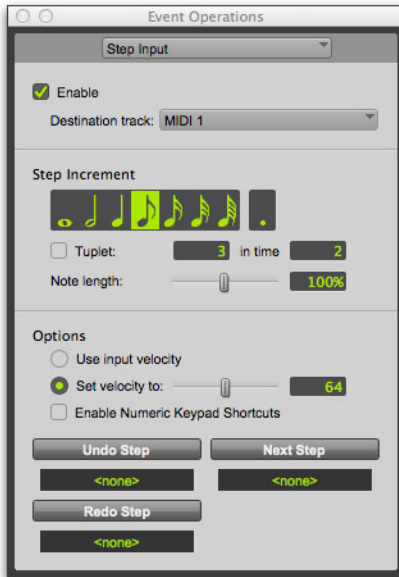 Event Operations
Step Input
Enable
Destination track: MIDI 1
Step Increment
Tuplet: 3 in time 2
Note length: 100%
Options
Use input velocity
Set velocity to: 64
Enable Numeric Keypad Shortcuts
Undo Step Next Step
<none> <none>
Redo Step
<none>